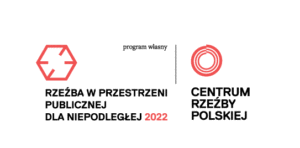 program własny
RZEŹBA W PRZESTRZENI
PUBLICZNEJ
DLA NIEPODLEGŁEJ 2022
CENTRUM
RZEŹBY
POLSKIEJ